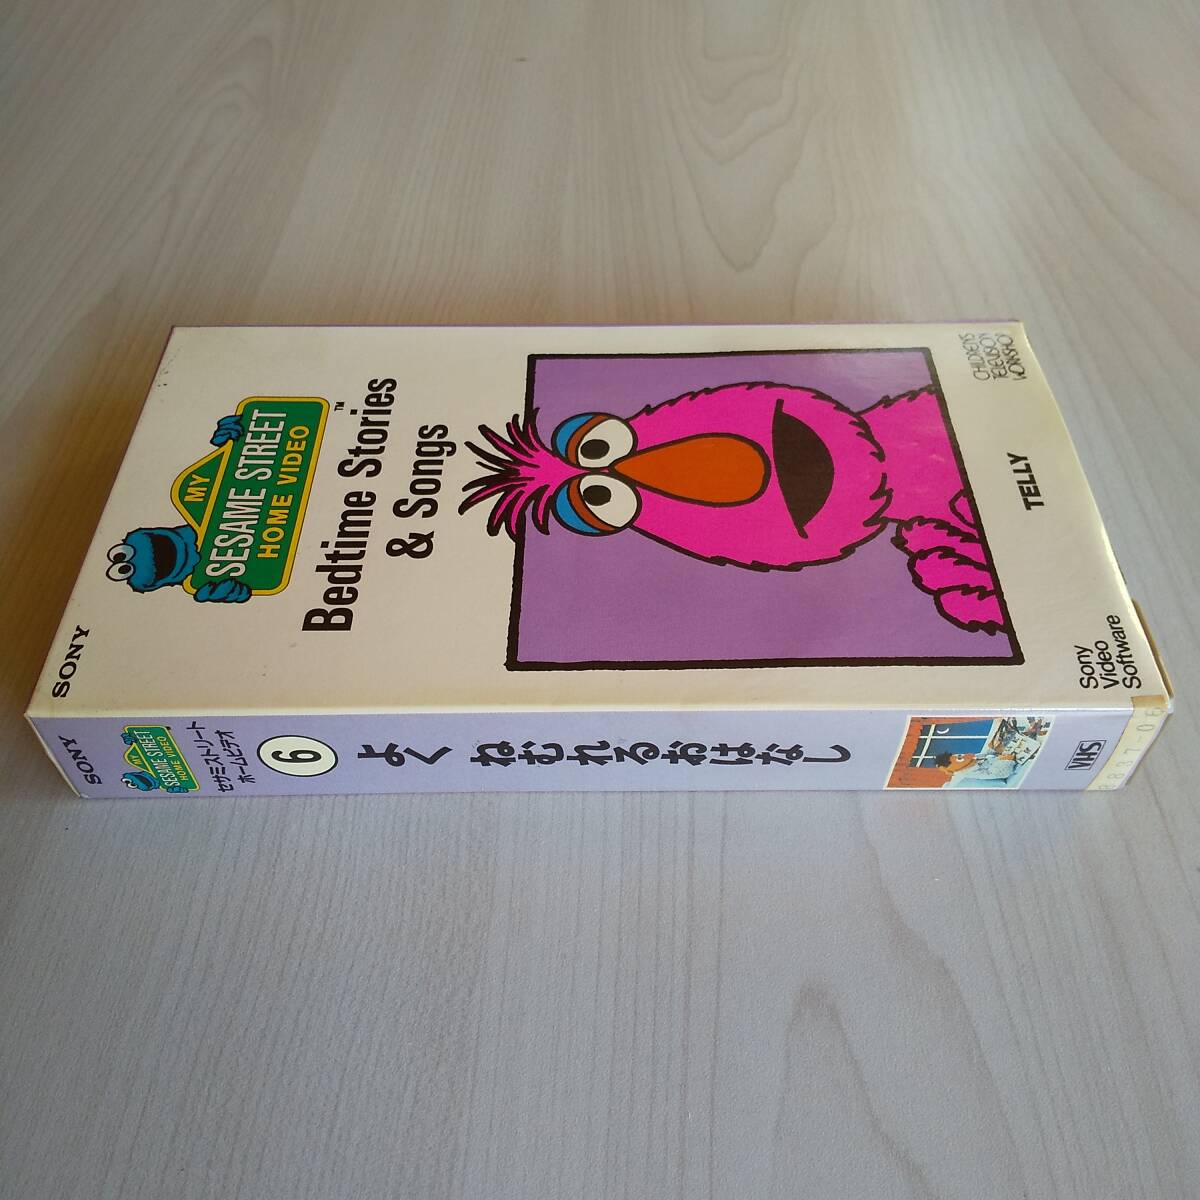 SONY
MY
SESAME STREET
HOME VIDEO
Bedtime Stories™
& Songs
TELLY
CHILDREN'S
TELEVISION
WORKSHOP
Sony
Video
Software
SONY
MY
SESAME STREET
HOME VIDEO
セサミストリート
ホームビデオ
6
よく ねむれるおはなし
VHS